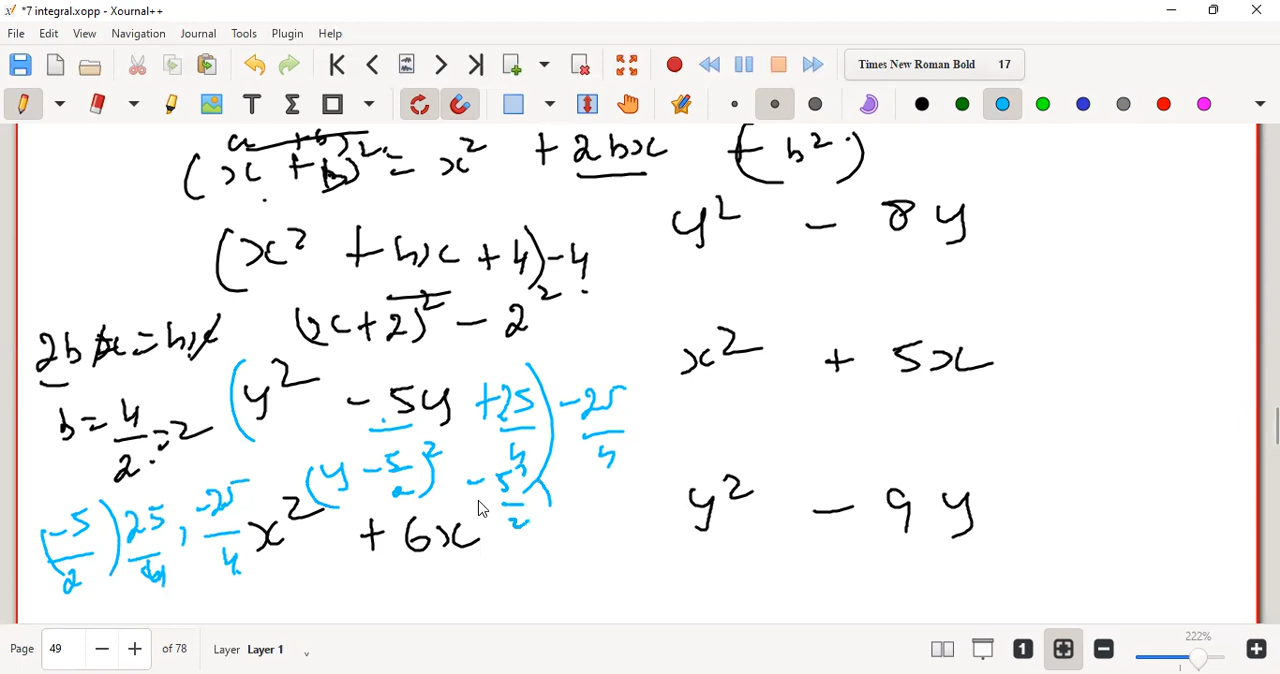 *7 integral.xopp - Xournal++
File Edit View Navigation Journal Tools Plugin Help
Times New Roman Bold 17
(x + b)² = x² + 2bx + b²
y² - 8y
(x² + 4x + 4) - 4
(x + 2)² - 2²
2bx = 4x
x² + 5x
b = 4/2 = 2
(y² - 5y + 25/4) - 25/4
(y - 5/2)² - (5/2)²
(-5/2) 25/4, -25/4
x² + 6x
y² - 9y
Page 49 of 78 Layer Layer 1
222%